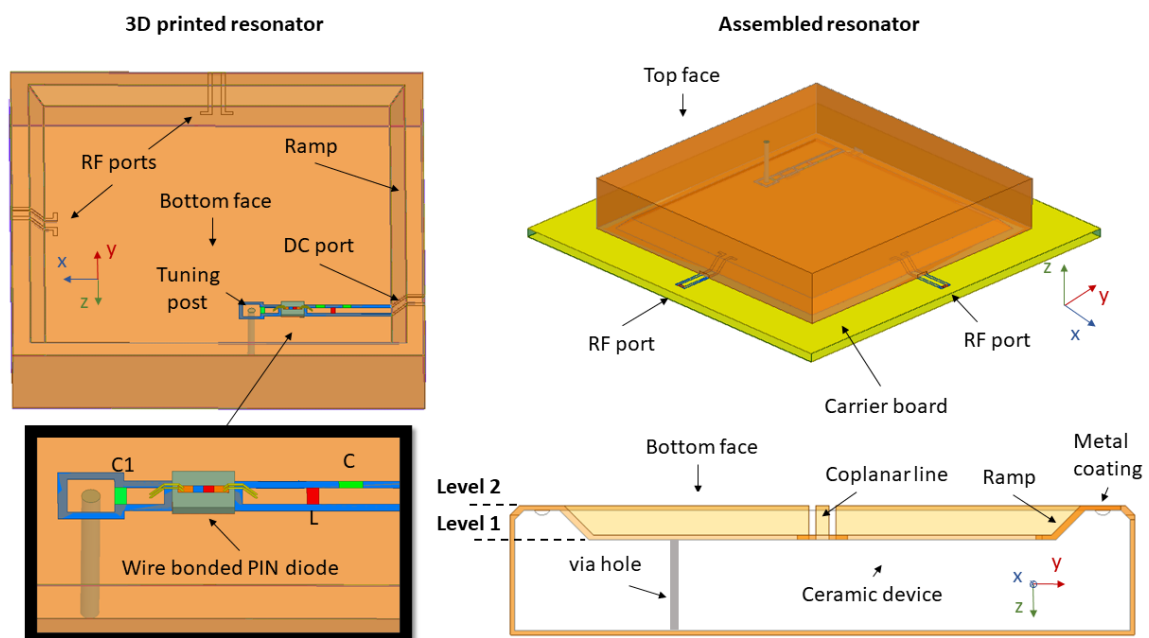 3D printed resonator
Assembled resonator
Top face
RF ports
Ramp
Bottom face
DC port
y
x
z
Tuning
post
z
y
x
RF port
RF port
Carrier board
C1
C
L
Wire bonded PIN diode
Bottom face
Metal
coating
Coplanar line
Ramp
Level 2
Level 1
via hole
Ceramic device
x
y
z